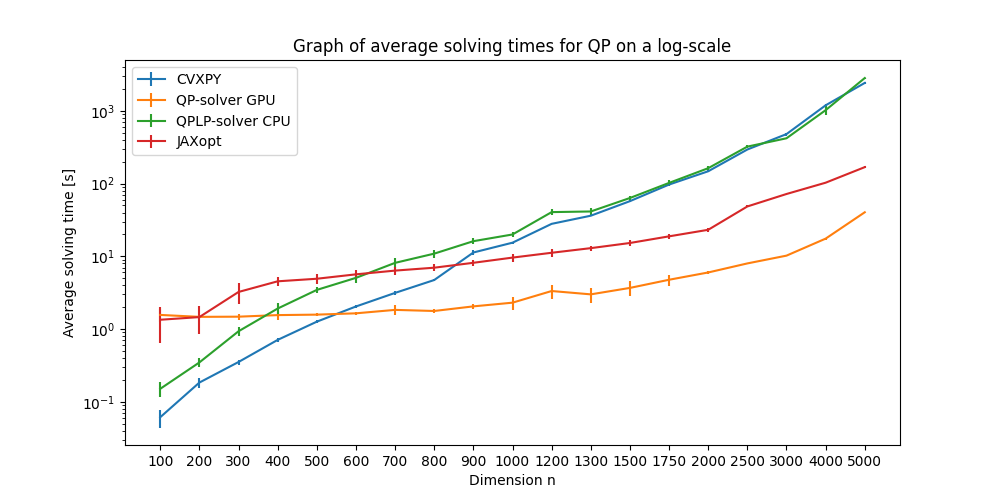 Graph of average solving times for QP on a log-scale
CVXPY
QP-solver GPU
QPLP-solver CPU
JAXopt
Average solving time [s]
10³
10²
10¹
10⁰
10⁻¹
100 200 300 400 500 600 700 800 900 1000 1200 1300 1500 1750 2000 2500 3000 4000 5000
Dimension n